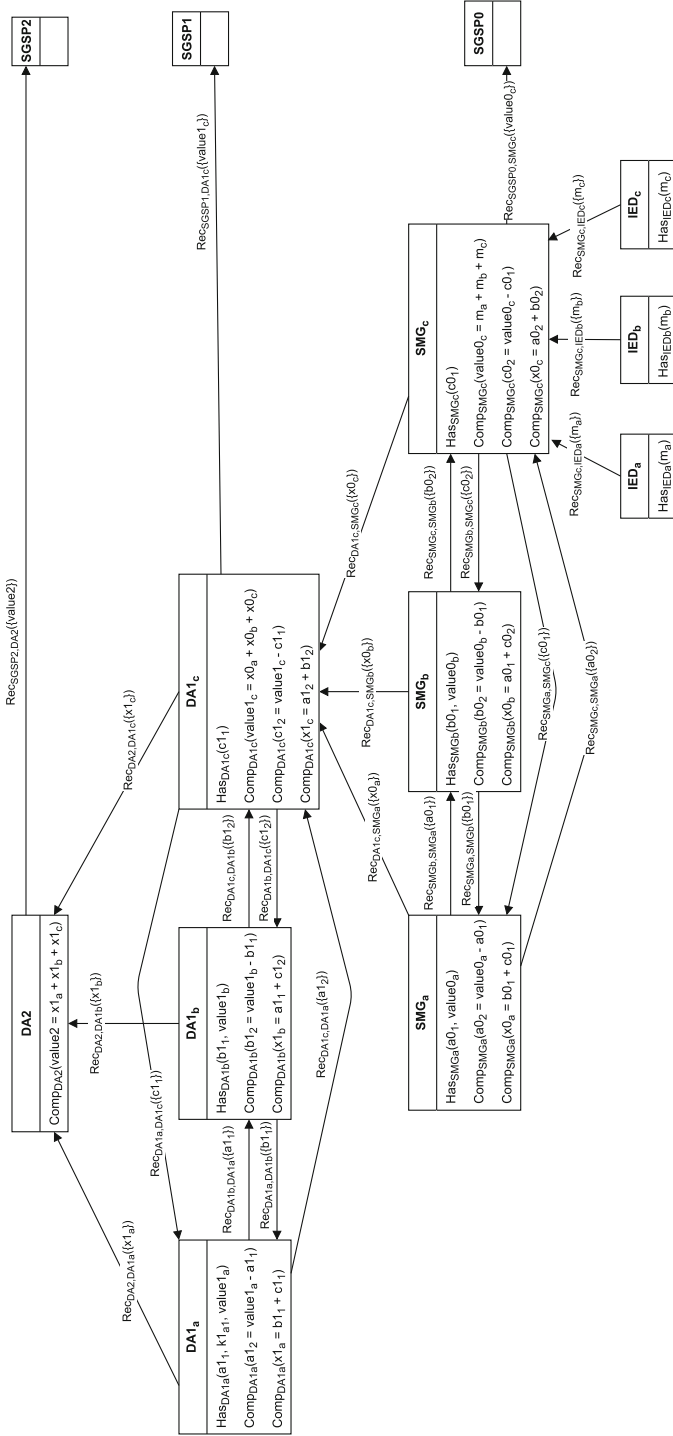 SGSP2
Rec_SGSP2,DA2({value2})
DA2
Comp_DA2(value2 = x1_a + x1_b + x1_c)
Rec_DA2,DA1a({x1_a})
Rec_DA2,DA1b({x1_b})
Rec_DA2,DA1c({x1_c})
SGSP1
Rec_SGSP1,DA1c({value1_c})
DA1_a
Has_DA1a(a1_1, k1_a1, value1_a)
Comp_DA1a(a1_2 = value1_a - a1_1)
Comp_DA1a(x1_a = b1_1 + c1_1)
Rec_DA1a,DA1c({c1_1})
Rec_DA1b,DA1a({a1_1})
Rec_DA1a,DA1b({b1_1})
DA1_b
Has_DA1b(b1_1, value1_b)
Comp_DA1b(b1_2 = value1_b - b1_1)
Comp_DA1b(x1_b = a1_1 + c1_2)
Rec_DA1c,DA1b({b1_2})
Rec_DA1b,DA1c({c1_2})
Rec_DA1c,DA1a({a1_2})
DA1_c
Has_DA1c(c1_1)
Comp_DA1c(value1_c = x0_a + x0_b + x0_c)
Comp_DA1c(c1_2 = value1_c - c1_1)
Comp_DA1c(x1_c = a1_2 + b1_2)
Rec_DA1c,SMGa({x0_a})
Rec_DA1c,SMGb({x0_b})
Rec_DA1c,SMGc({x0_c})
SGSP0
Rec_SGSP0,SMGc({value0_c})
SMG_a
Has_SMGa(a0_1, value0_a)
Comp_SMGa(a0_2 = value0_a - a0_1)
Comp_SMGa(x0_a = b0_1 + c0_1)
Rec_SMGb,SMGa({a0_1})
Rec_SMGa,SMGb({b0_1})
SMG_b
Has_SMGb(b0_1, value0_b)
Comp_SMGb(b0_2 = value0_b - b0_1)
Comp_SMGb(x0_b = a0_1 + c0_2)
Rec_SMGc,SMGb({b0_2})
Rec_SMGb,SMGc({c0_2})
Rec_SMGa,SMGc({c0_1})
Rec_SMGc,SMGa({a0_2})
SMG_c
Has_SMGc(c0_1)
Comp_SMGc(value0_c = m_a + m_b + m_c)
Comp_SMGc(c0_2 = value0_c - c0_1)
Comp_SMGc(x0_c = a0_2 + b0_2)
Rec_SMGc,IEDa({m_a})
Rec_SMGc,IEDb({m_b})
Rec_SMGc,IEDc({m_c})
IED_a
Has_IEDa(m_a)
IED_b
Has_IEDb(m_b)
IED_c
Has_IEDc(m_c)